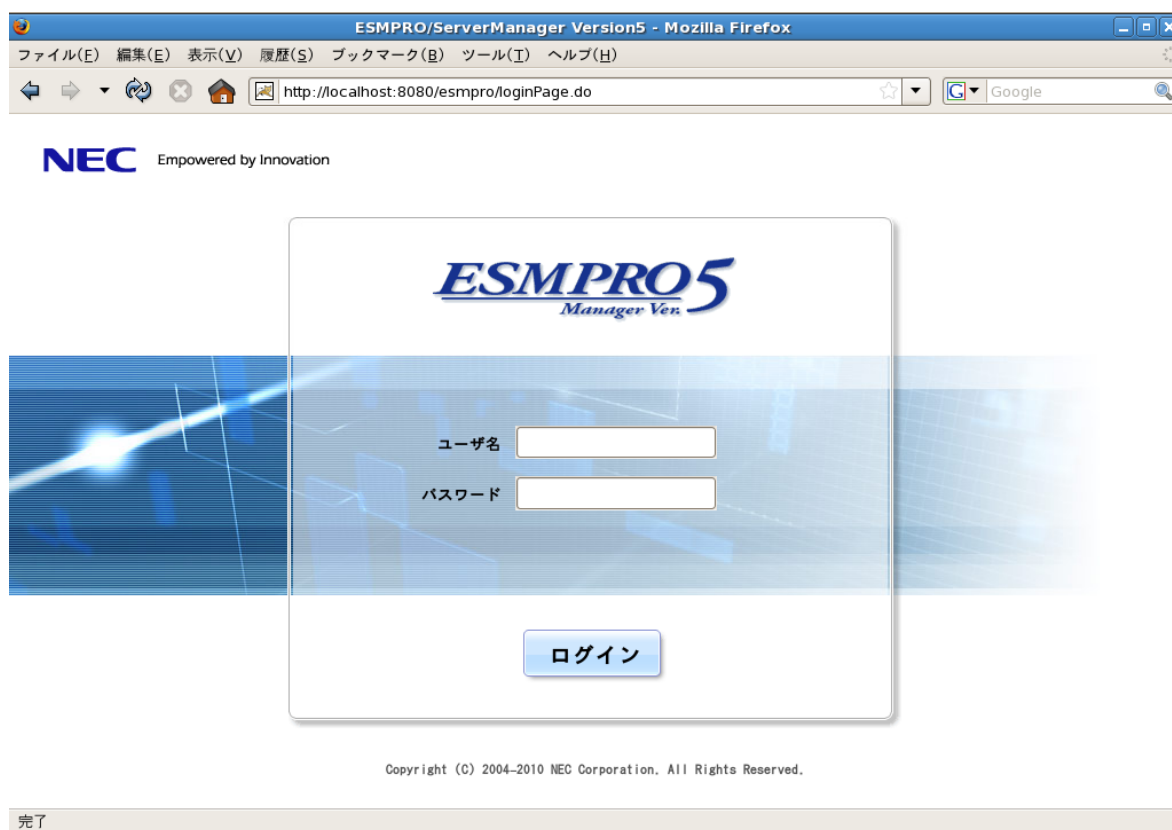 ESMPRO/ServerManager Version5 - Mozilla Firefox
ファイル(F) 編集(E) 表示(V) 履歴(S) ブックマーク(B) ツール(T) ヘルプ(H)
http://localhost:8080/esmpro/loginPage.do
G Google
NEC Empowered by Innovation
ESMPRO5
Manager Ver.
ユーザ名
パスワード
ログイン
Copyright (C) 2004-2010 NEC Corporation. All Rights Reserved.
完了